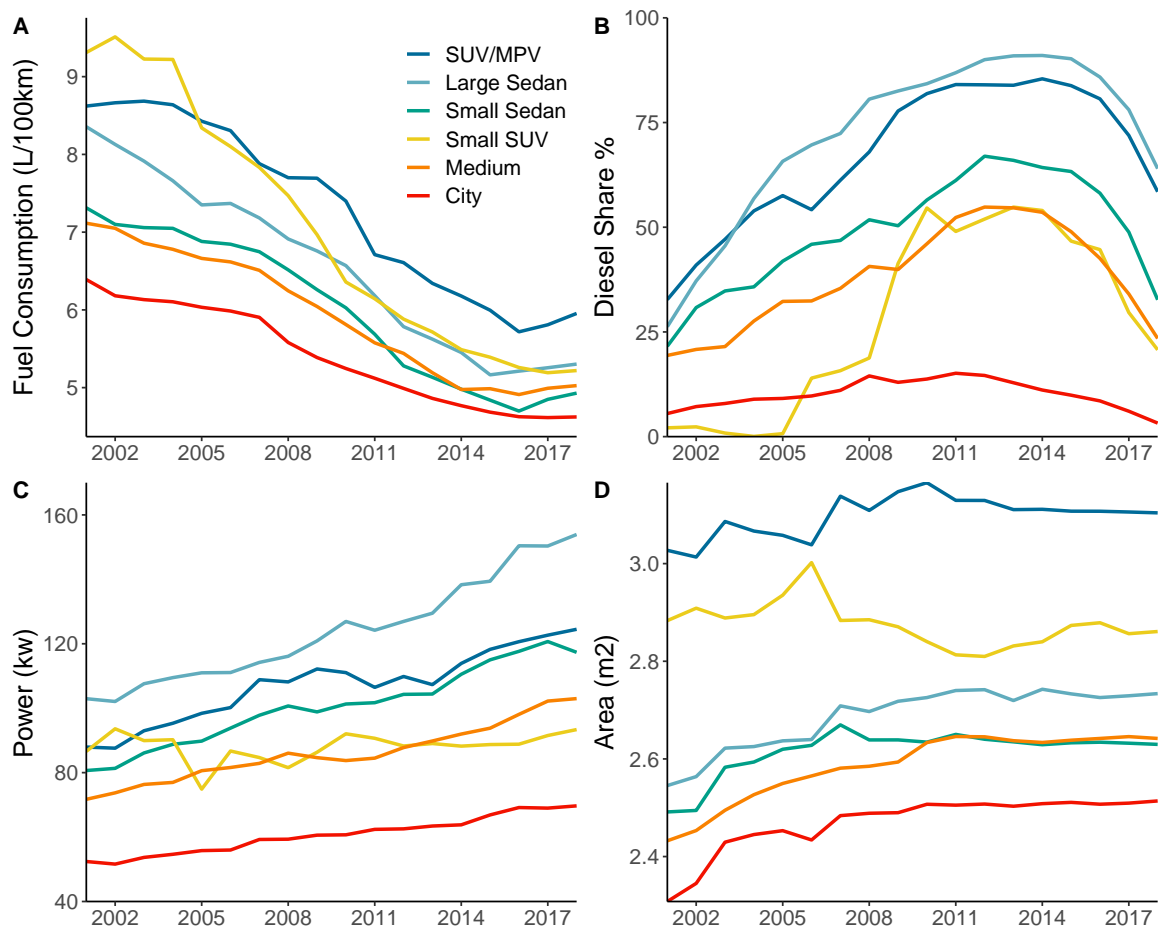 A
Fuel Consumption (L/100km)
9
8
7
6
5
2002 2005 2008 2011 2014 2017
SUV/MPV
Large Sedan
Small Sedan
Small SUV
Medium
City
B
Diesel Share %
100
75
50
25
0
2002 2005 2008 2011 2014 2017
C
Power (kw)
160
120
80
40
2002 2005 2008 2011 2014 2017
D
Area (m2)
3.0
2.8
2.6
2.4
2002 2005 2008 2011 2014 2017